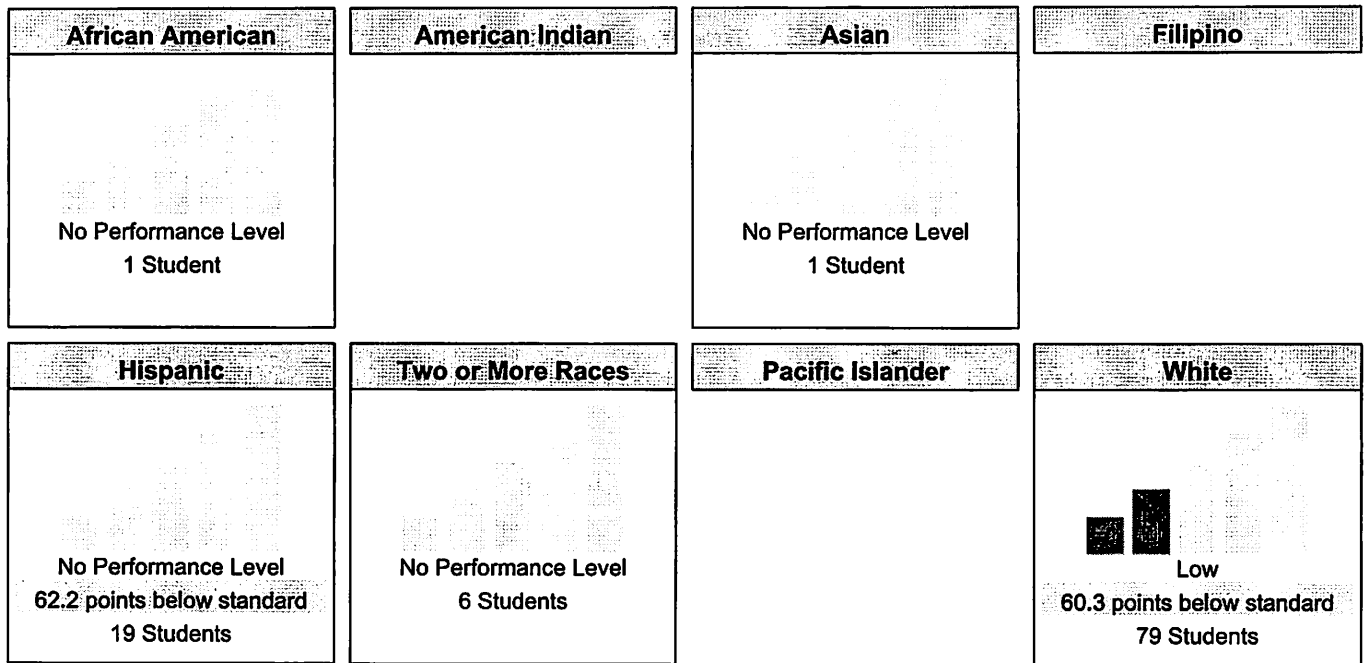 African American
American Indian
Asian
Filipino
No Performance Level
1 Student
No Performance Level
1 Student
Hispanic
Two or More Races
Pacific Islander
White
No Performance Level
62.2 points below standard
19 Students
No Performance Level
6 Students
Low
60.3 points below standard
79 Students